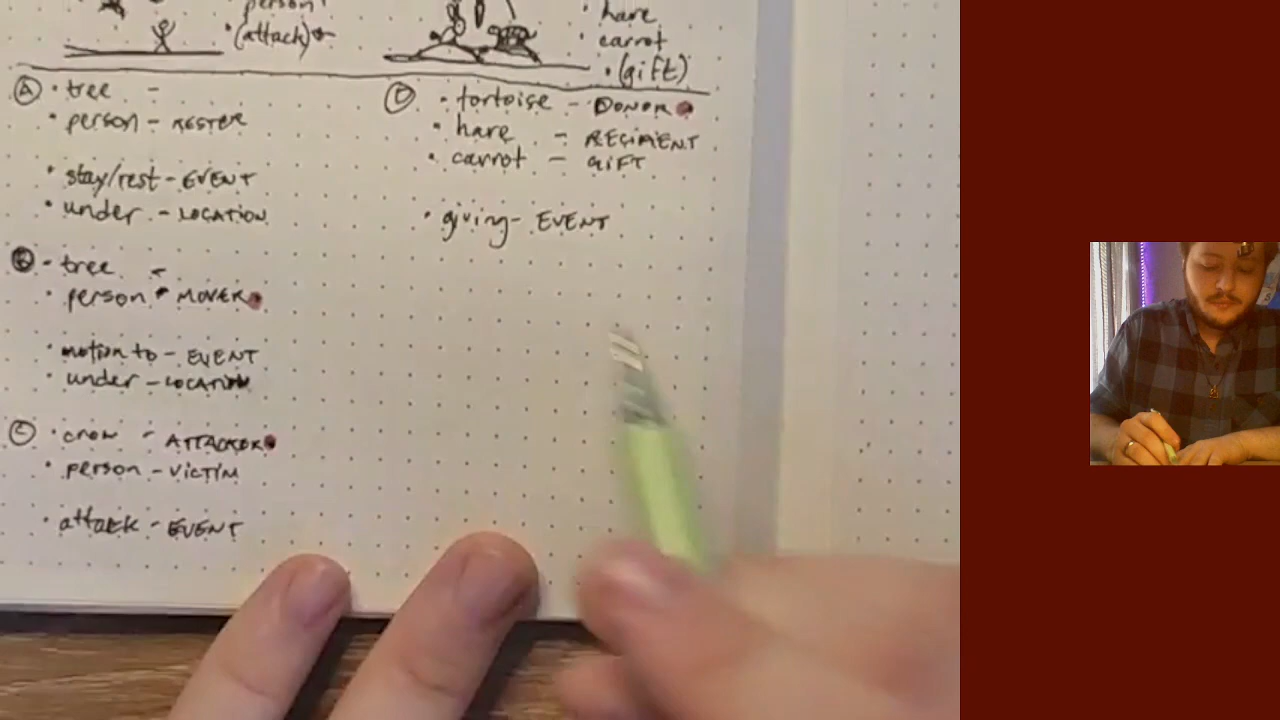 person
• (attack)
• hare
• carrot
• (gift)
Ⓐ • tree -
• person - RESTER
• stay/rest - EVENT
• under - LOCATION
Ⓑ - tree -
• person - MOVER
• motion to - EVENT
• under - LOCATION
Ⓒ • crow - ATTACKER
• person - VICTIM
• attack - EVENT
Ⓓ • tortoise - DONOR
• hare - RECIPIENT
• carrot - GIFT
• giving - EVENT